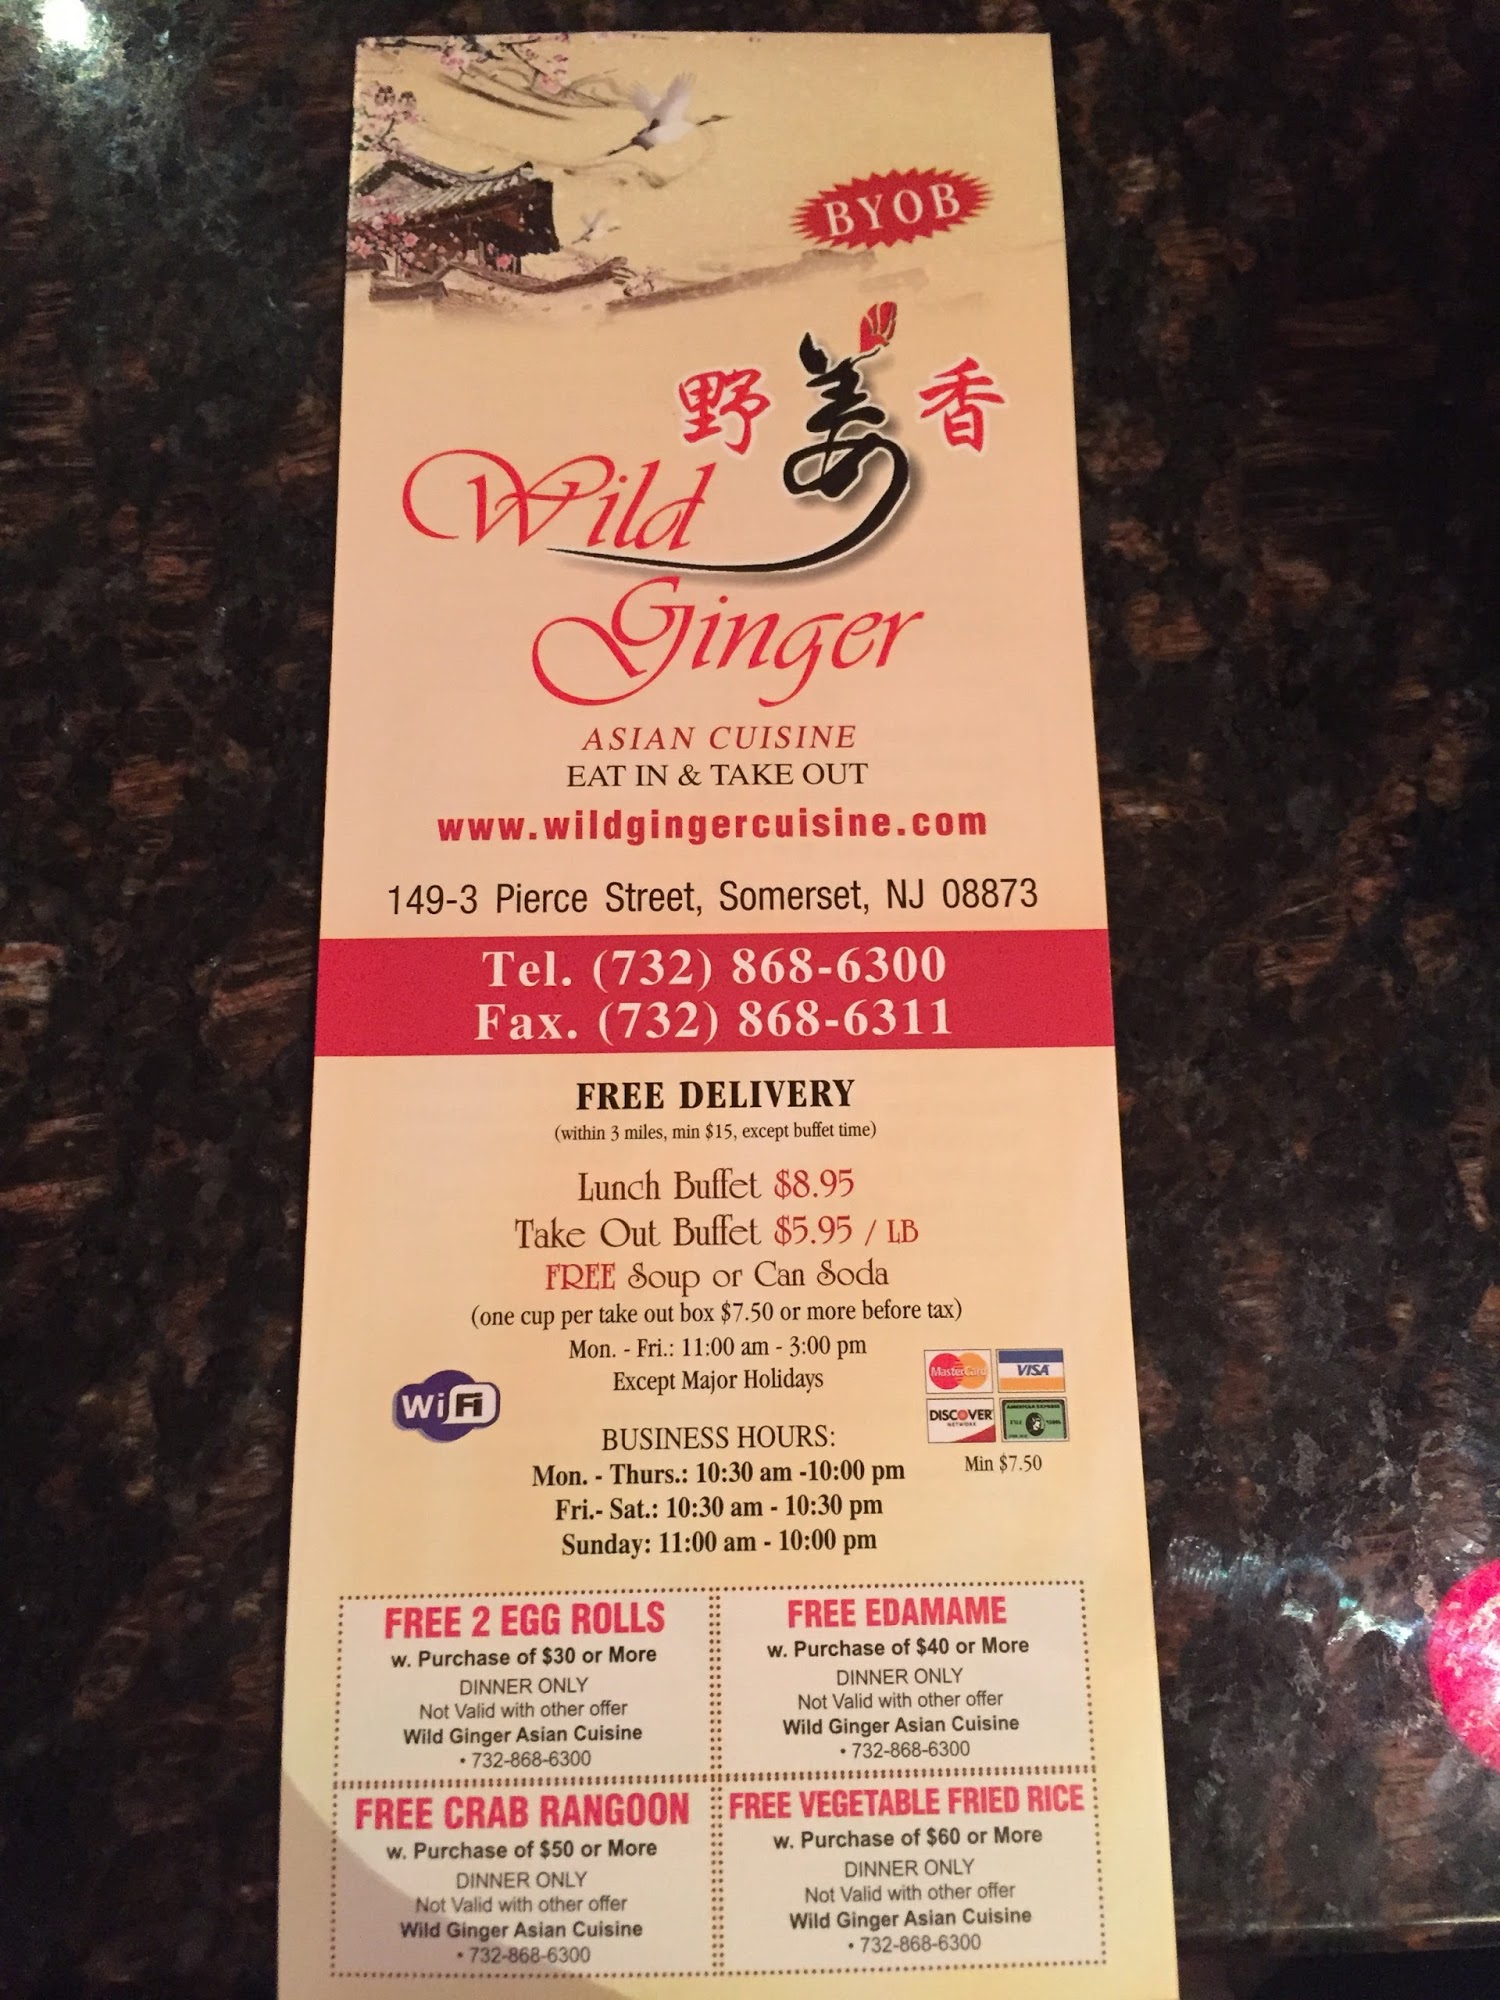 BYOB
野姜香
Wild
Ginger
ASIAN CUISINE
EAT IN & TAKE OUT
www.wildgingercuisine.com
149-3 Pierce Street, Somerset, NJ 08873
Tel. (732) 868-6300
Fax. (732) 868-6311
FREE DELIVERY
(within 3 miles, min $15, except buffet time)
Lunch Buffet $8.95
Take Out Buffet $5.95 / LB
FREE Soup or Can Soda
(one cup per take out box $7.50 or more before tax)
Mon. - Fri.: 11:00 am - 3:00 pm
Except Major Holidays
WiFi
MasterCard VISA
DISCOVER
NETWORK
AMERICAN EXPRESS
Min $7.50
BUSINESS HOURS:
Mon. - Thurs.: 10:30 am -10:00 pm
Fri.- Sat.: 10:30 am - 10:30 pm
Sunday: 11:00 am - 10:00 pm
FREE 2 EGG ROLLS
w. Purchase of $30 or More
DINNER ONLY
Not Valid with other offer
Wild Ginger Asian Cuisine
• 732-868-6300
FREE EDAMAME
w. Purchase of $40 or More
DINNER ONLY
Not Valid with other offer
Wild Ginger Asian Cuisine
• 732-868-6300
FREE CRAB RANGOON
w. Purchase of $50 or More
DINNER ONLY
Not Valid with other offer
Wild Ginger Asian Cuisine
• 732-868-6300
FREE VEGETABLE FRIED RICE
w. Purchase of $60 or More
DINNER ONLY
Not Valid with other offer
Wild Ginger Asian Cuisine
• 732-868-6300